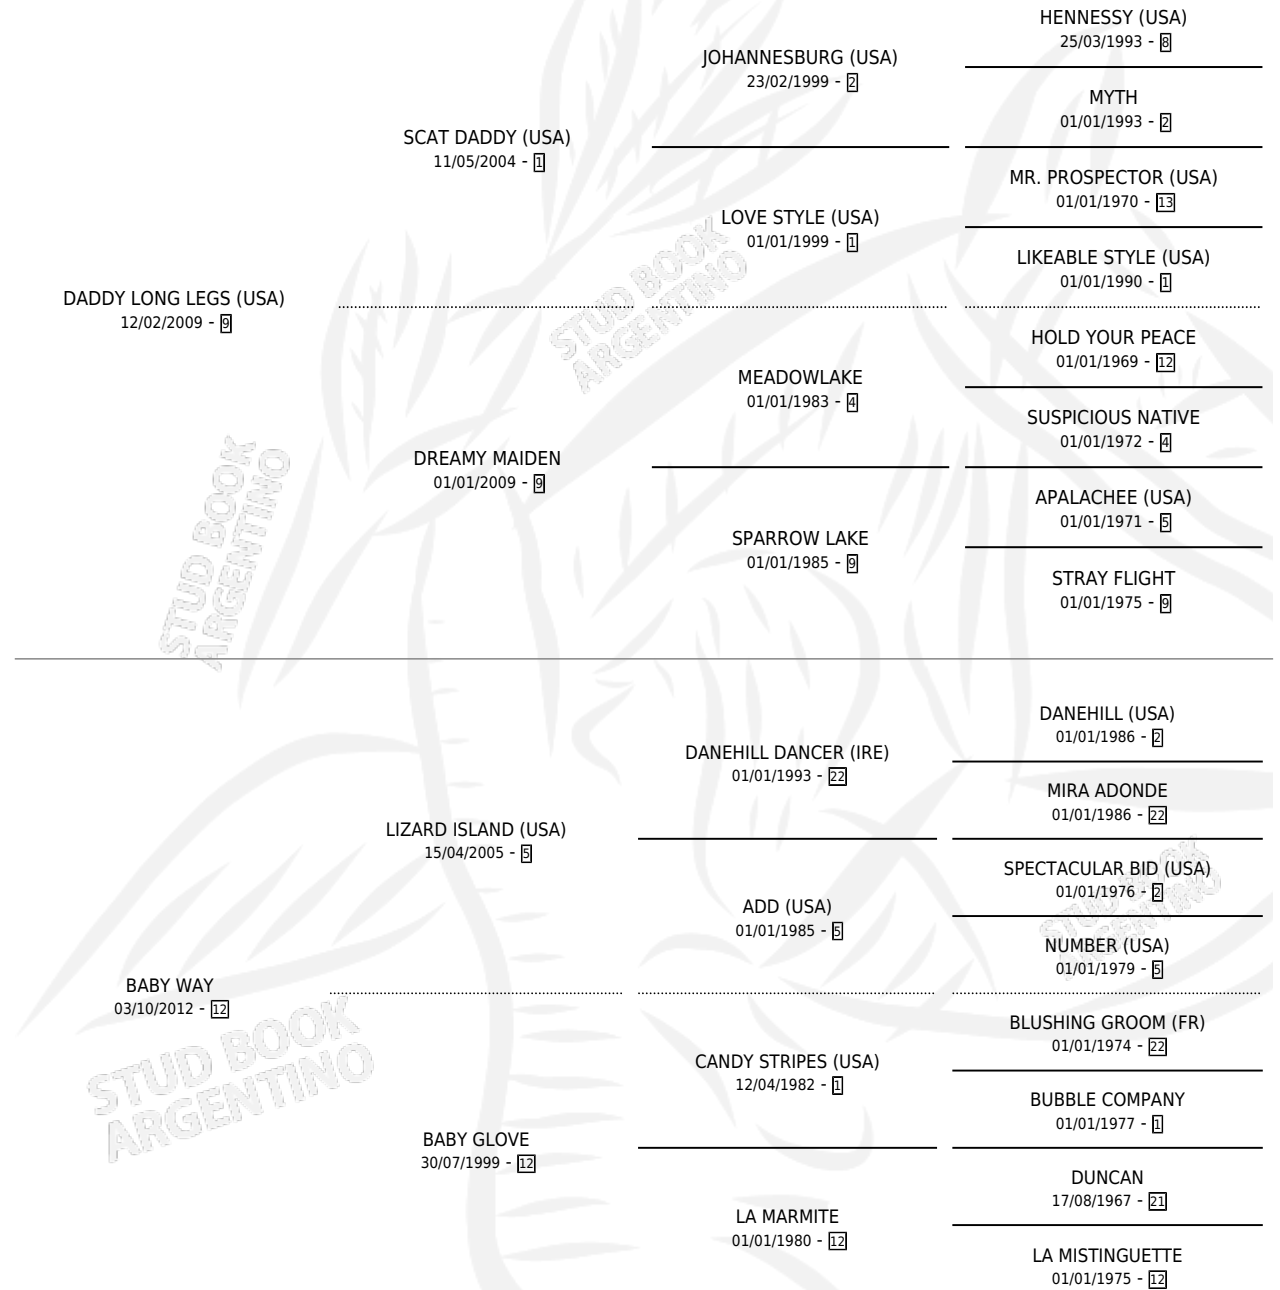 HENNESSY (USA)
25/03/1993 - 8
JOHANNESBURG (USA)
23/02/1999 - 2
MYTH
01/01/1993 - 2
SCAT DADDY (USA)
11/05/2004 - 1
MR. PROSPECTOR (USA)
01/01/1970 - 13
LOVE STYLE (USA)
01/01/1999 - 1
LIKEABLE STYLE (USA)
01/01/1990 - 1
DADDY LONG LEGS (USA)
12/02/2009 - 9
STUD BOOK
ARGENTINO
HOLD YOUR PEACE
01/01/1969 - 12
MEADOWLAKE
01/01/1983 - 4
SUSPICIOUS NATIVE
01/01/1972 - 4
DREAMY MAIDEN
01/01/2009 - 9
APALACHEE (USA)
01/01/1971 - 5
SPARROW LAKE
01/01/1985 - 9
STRAY FLIGHT
01/01/1975 - 9
STUD BOOK
ARGENTINO
DANEHILL (USA)
01/01/1986 - 2
DANEHILL DANCER (IRE)
01/01/1993 - 22
MIRA ADONDE
01/01/1986 - 22
LIZARD ISLAND (USA)
15/04/2005 - 5
SPECTACULAR BID (USA)
01/01/1976 - 2
STUD BOOK
ARGENTINO
ADD (USA)
01/01/1985 - 5
NUMBER (USA)
01/01/1979 - 5
BABY WAY
03/10/2012 - 12
STUD BOOK
ARGENTINO
BLUSHING GROOM (FR)
01/01/1974 - 22
CANDY STRIPES (USA)
12/04/1982 - 1
BUBBLE COMPANY
01/01/1977 - 1
BABY GLOVE
30/07/1999 - 12
DUNCAN
17/08/1967 - 21
LA MARMITE
01/01/1980 - 12
LA MISTINGUETTE
01/01/1975 - 12